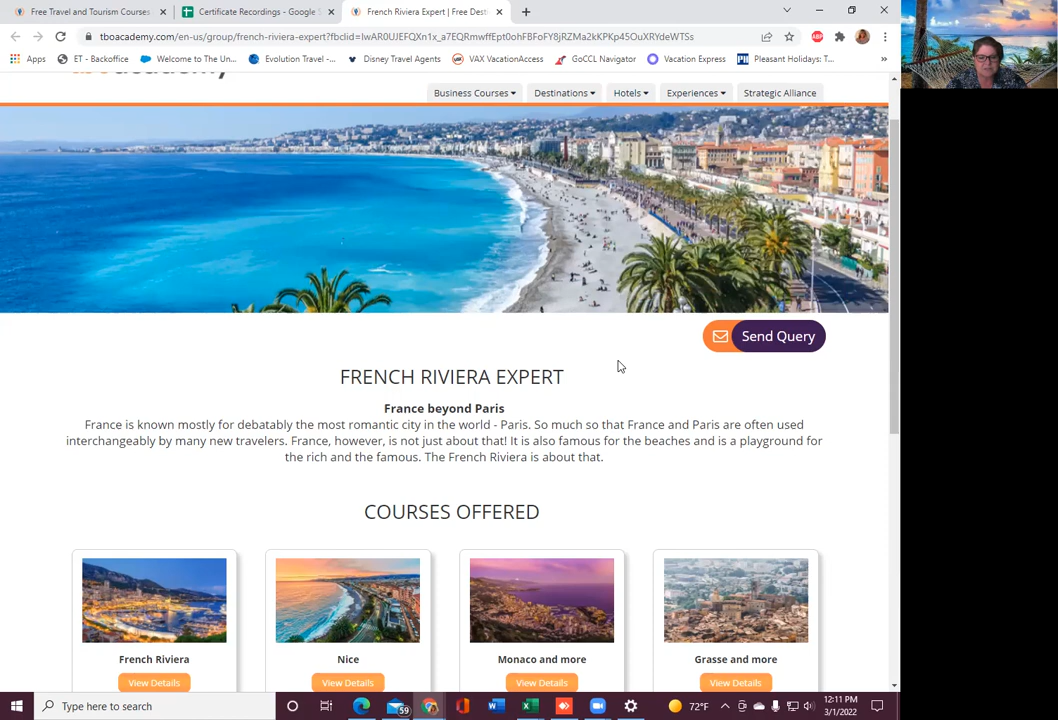 Free Travel and Tourism Courses
Certificate Recordings - Google S
French Riviera Expert | Free Desti
tboacademy.com/en-us/group/french-riviera-expert?fbclid=IwAR0UJEFQXn1x_a7EQRmwffEpt0ohFBFoFY8jRZMa2kKPKp45OuXRYdeWTSs
Apps
ET - Backoffice
Welcome to The Un...
Evolution Travel -...
Disney Travel Agents
VAX VacationAccess
GoCCL Navigator
Vacation Express
Pleasant Holidays: T...
Business Courses
Destinations
Hotels
Experiences
Strategic Alliance
Send Query
FRENCH RIVIERA EXPERT
France beyond Paris
France is known mostly for debatably the most romantic city in the world - Paris. So much so that France and Paris are often used
interchangeably by many new travelers. France, however, is not just about that! It is also famous for the beaches and is a playground for
the rich and the famous. The French Riviera is about that.
COURSES OFFERED
French Riviera
Nice
Monaco and more
Grasse and more
View Details
View Details
View Details
View Details
Type here to search
59
72°F
12:11 PM
3/1/2022